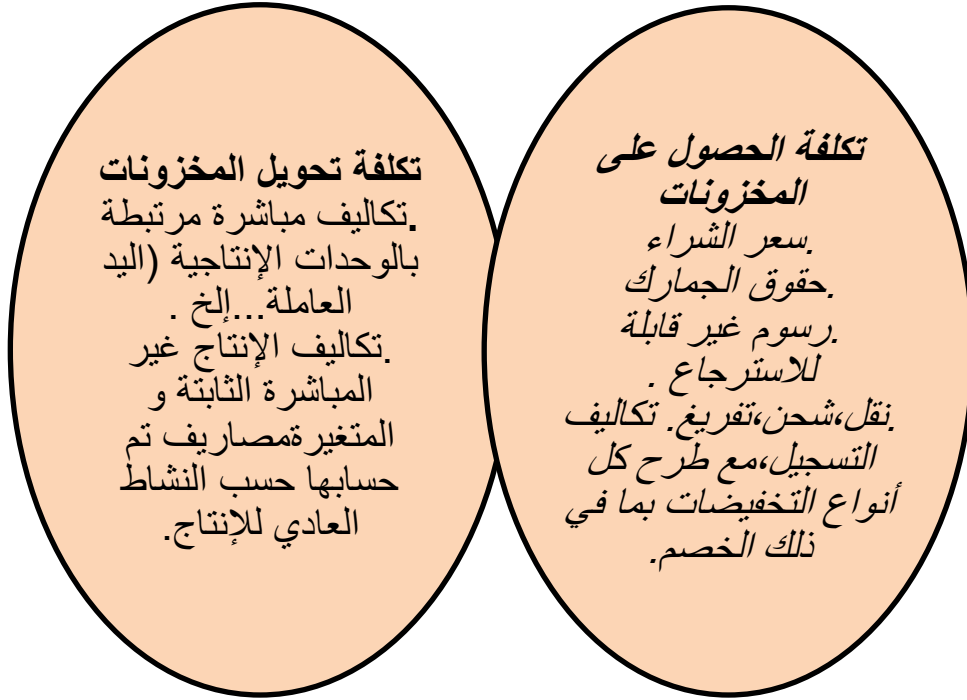 تكلفة الحصول على
المخزونات
.سعر الشراء
.حقوق الجمارك
.رسوم غير قابلة
للاسترجاع .
.نقل،شحن،تفريغ. تكاليف
التسجيل،مع طرح كل
أنواع التخفيضات بما في
ذلك الخصم.
تكلفة تحويل المخزونات
.تكاليف مباشرة مرتبطة
بالوحدات الإنتاجية (اليد
العاملة...إلخ .
.تكاليف الإنتاج غير
المباشرة الثابتة و
المتغيرةمصاريف تم
حسابها حسب النشاط
العادي للإنتاج.